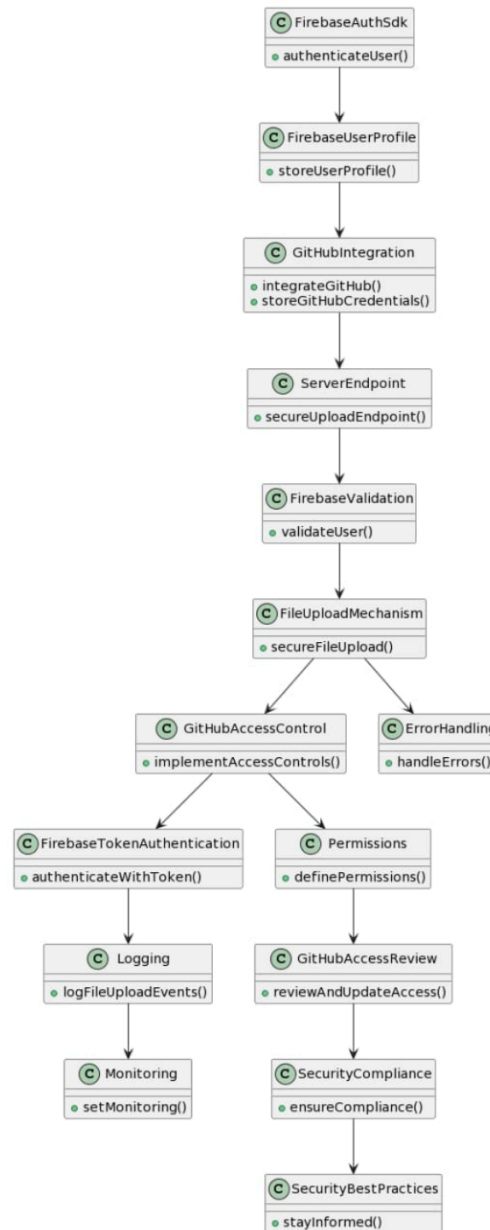 C FirebaseAuthSdk
authenticateUser()
C FirebaseUserProfile
storeUserProfile()
C GitHubIntegration
integrateGitHub()
storeGitHubCredentials()
C ServerEndpoint
secureUploadEndpoint()
C FirebaseValidation
validateUser()
C FileUploadMechanism
secureFileUpload()
C GitHubAccessControl
implementAccessControls()
C ErrorHandling
handleErrors()
C FirebaseTokenAuthentication
authenticateWithToken()
C Permissions
definePermissions()
C Logging
logFileUploadEvents()
C GitHubAccessReview
reviewAndUpdateAccess()
C Monitoring
setMonitoring()
C SecurityCompliance
ensureCompliance()
C SecurityBestPractices
stayInformed()